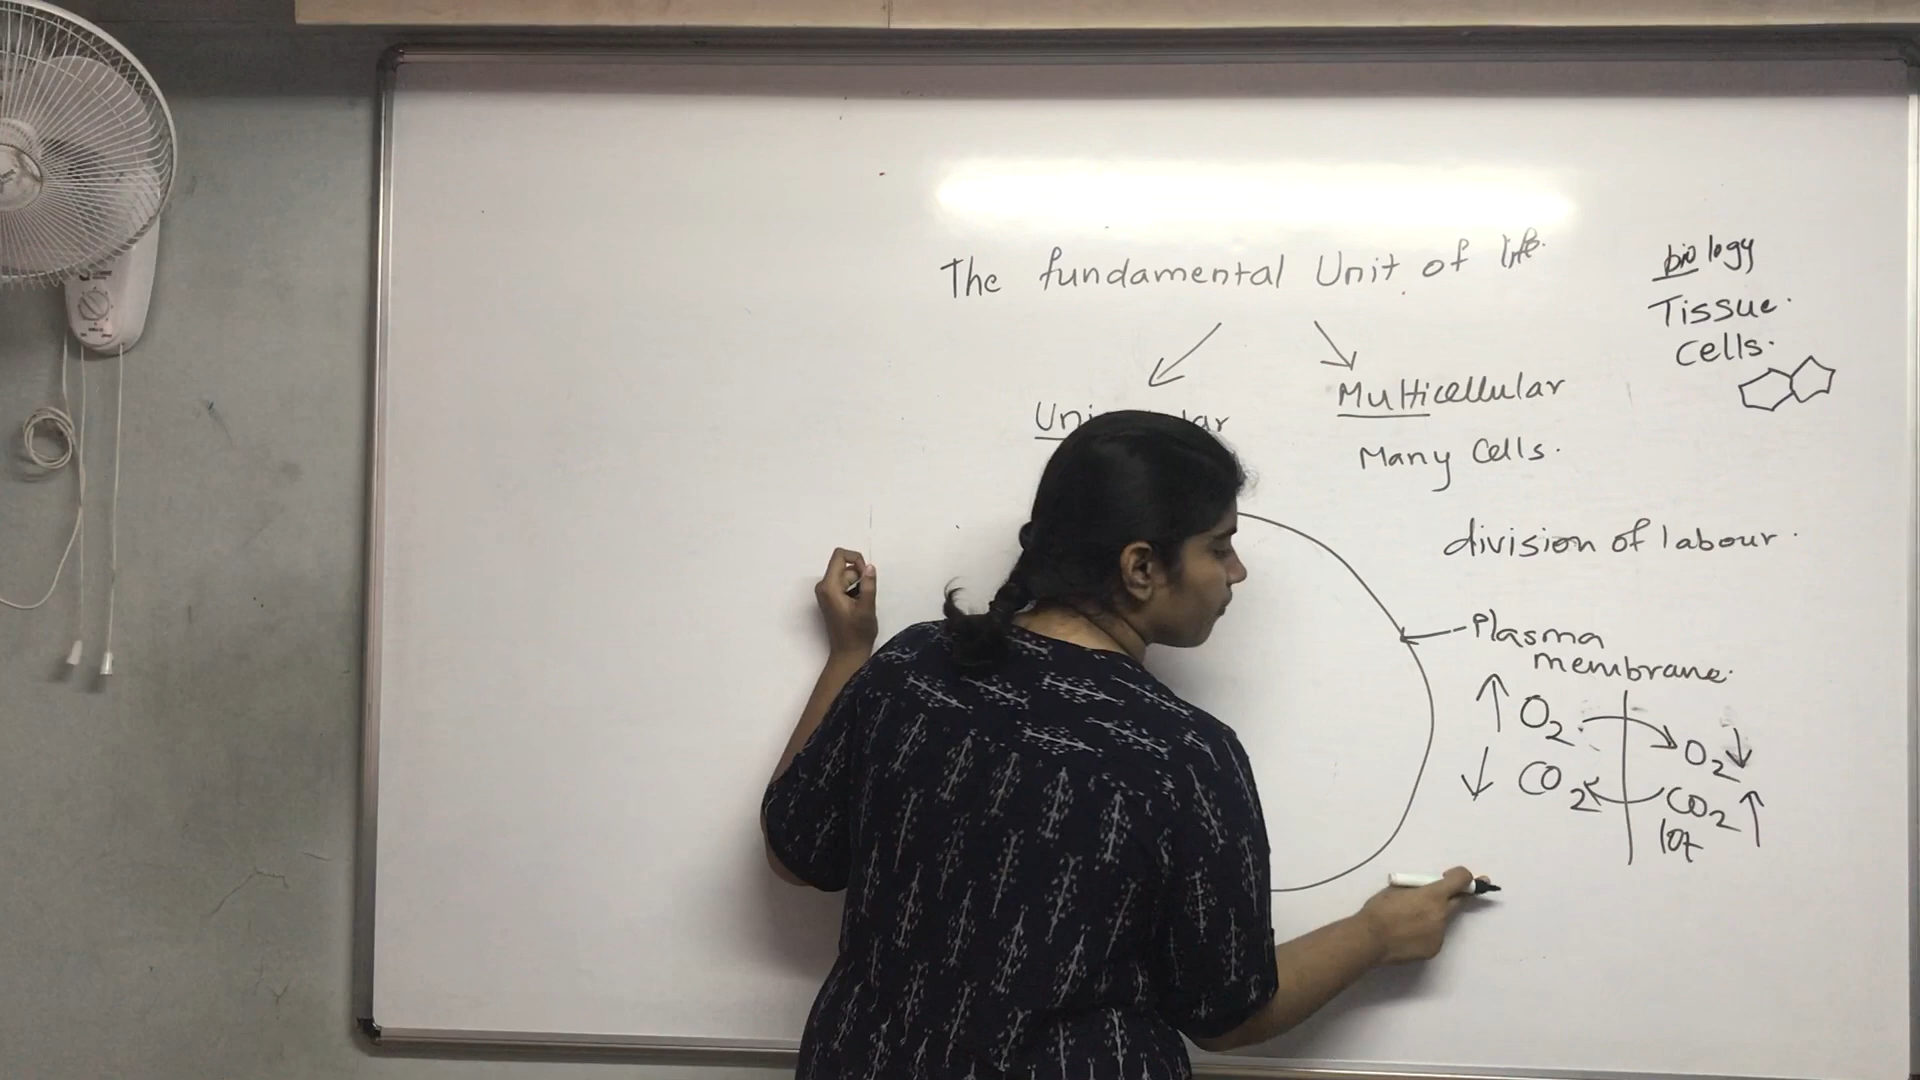 The fundamental Unit of life.
biology
Tissue.
Cells.
Multicellular
Many Cells.
division of labour.
Plasma
membrane.
O2 O2
CO2 CO2